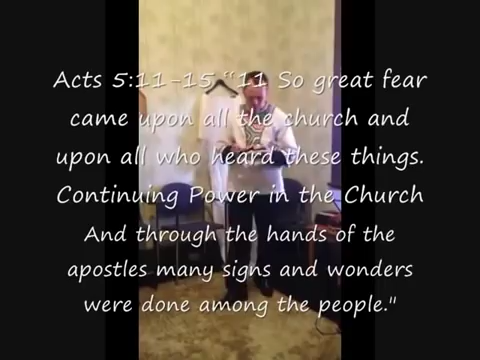 Acts 5:11-15 “11 So great fear
came upon all the church and
upon all who heard these things.
Continuing Power in the Church
And through the hands of the
apostles many signs and wonders
were done among the people."